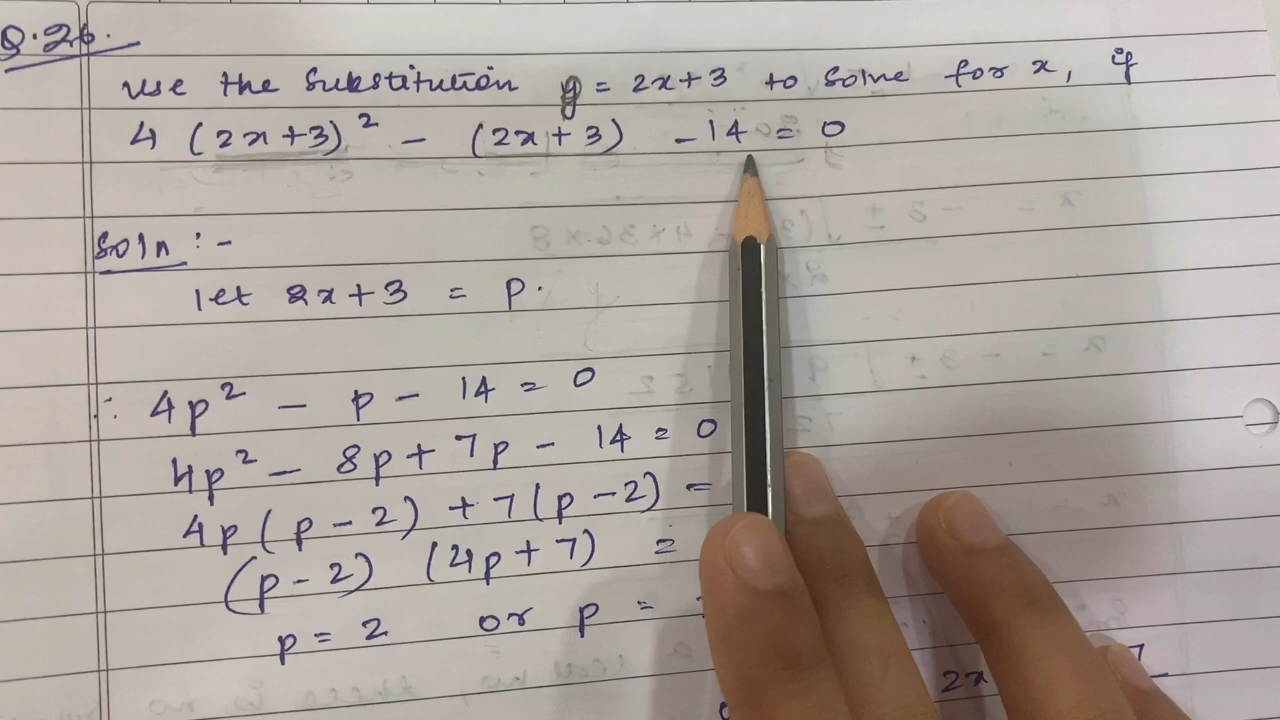 Q.26.
use the substitution y = 2x+3 to solve for x, if
4 (2x+3)² - (2x+3) -14 = 0
Soln :-
let 2x+3 = p.
∴ 4p² - p - 14 = 0
4p² - 8p + 7p - 14 = 0
4p(p-2) + 7(p-2) =
(p-2) (4p+7) =
p = 2 or p =
2x 7